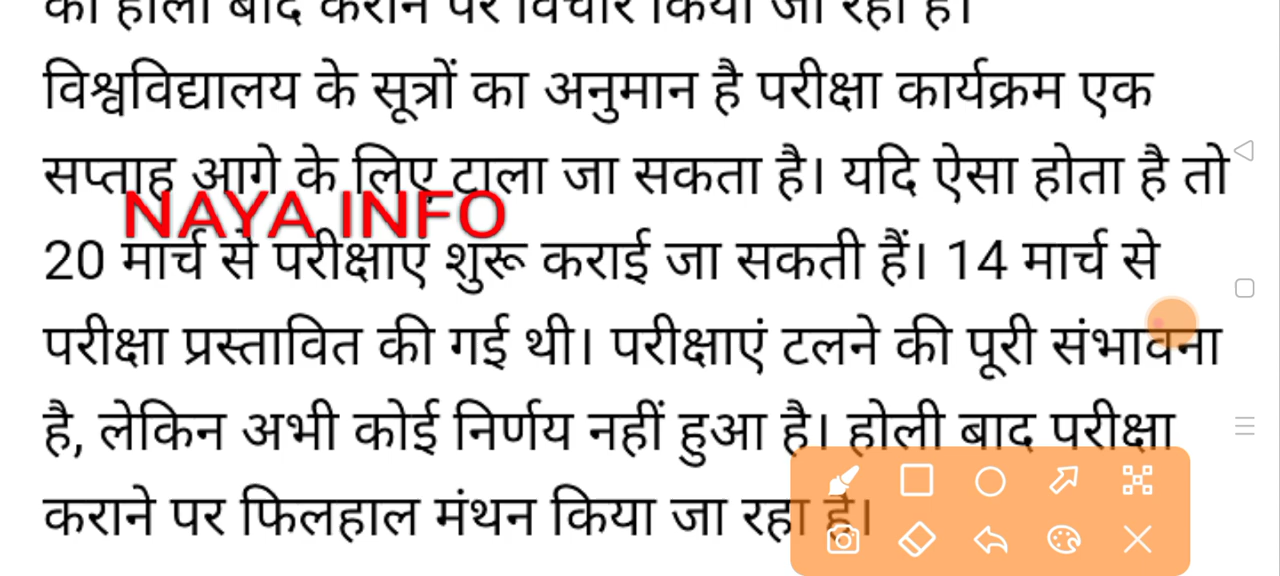 की होली बाद कराने पर विचार किया जा रहा है।
विश्वविद्यालय के सूत्रों का अनुमान है परीक्षा कार्यक्रम एक
सप्ताह आगे के लिए टाला जा सकता है। यदि ऐसा होता है तो
NAYA INFO
20 मार्च से परीक्षाएं शुरू कराई जा सकती हैं। 14 मार्च से
परीक्षा प्रस्तावित की गई थी। परीक्षाएं टलने की पूरी संभावना
है, लेकिन अभी कोई निर्णय नहीं हुआ है। होली बाद परीक्षा
कराने पर फिलहाल मंथन किया जा रहा है।